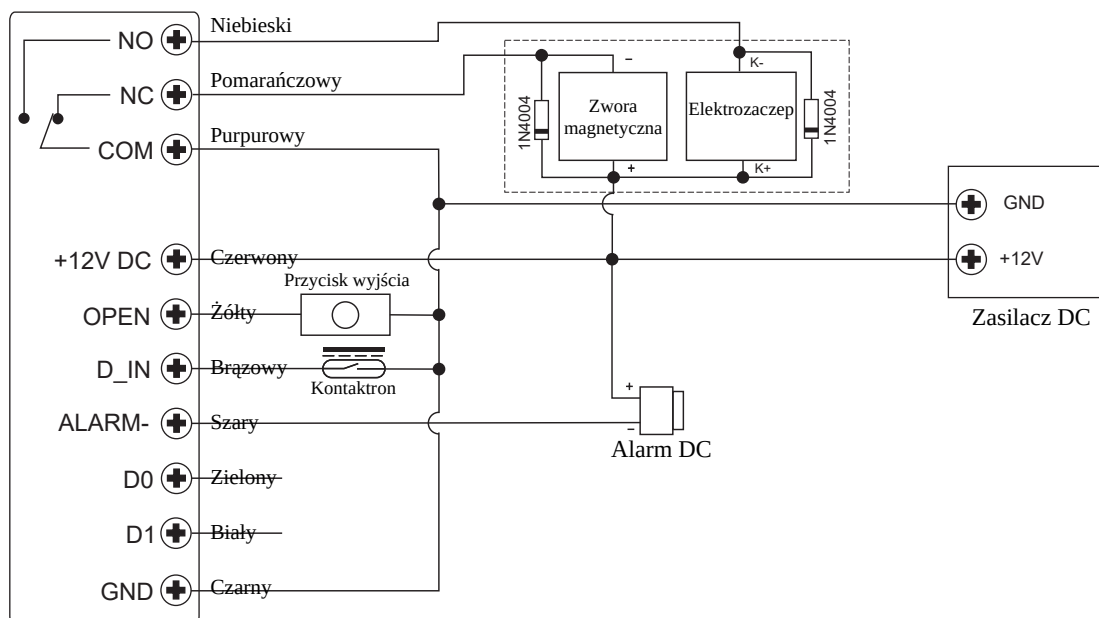 NO
Niebieski
NC
Pomarańczowy
COM
Purpurowy
+12V DC
Czerwony
OPEN
Żółty
Przycisk wyjścia
D_IN
Brązowy
Kontaktron
ALARM-
Szary
D0
Zielony
D1
Biały
GND
Czarny
1N4004
−
Zwora
magnetyczna
+
K-
Elektrozaczep
K+
1N4004
GND
+12V
Zasilacz DC
+
−
Alarm DC